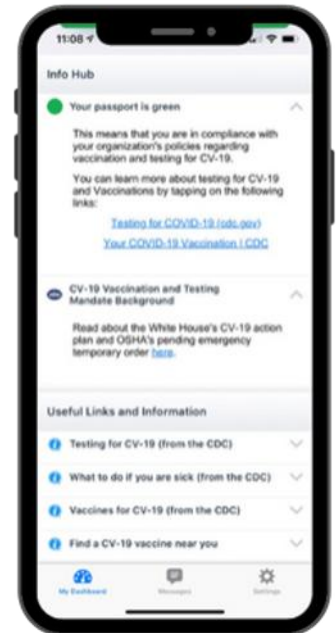 11:08
Info Hub
Your passport is green
This means that you are in compliance with
your organization's policies regarding
vaccination and testing for CV-19.
You can learn more about testing for CV-19
and Vaccinations by tapping on the following
links:
Testing for COVID-19 (cdc.gov)
Your COVID-19 Vaccination | CDC
CV-19 Vaccination and Testing
Mandate Background
Read about the White House's CV-19 action
plan and OSHA's pending emergency
temporary order here.
Useful Links and Information
Testing for CV-19 (from the CDC)
What to do if you are sick (from the CDC)
Vaccines for CV-19 (from the CDC)
Find a CV-19 vaccine near you
My Dashboard Messages Settings